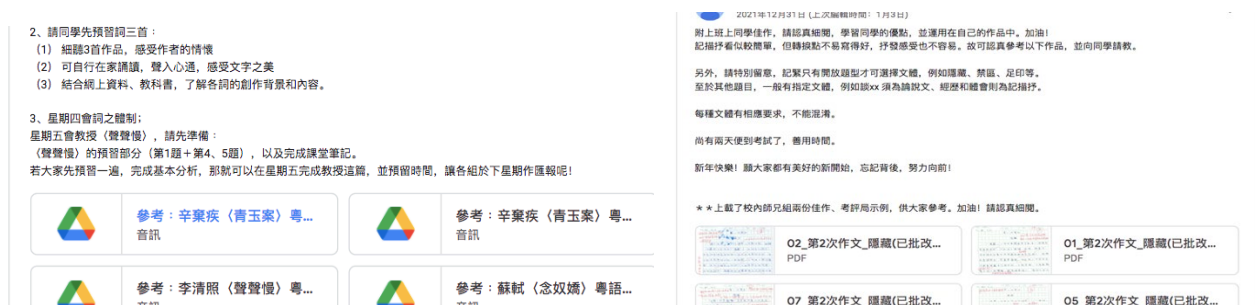 2、請同學先預習詞三首：
（1） 細聽3首作品，感受作者的情懷
（2） 可自行在家誦讀，聲入心通，感受文字之美
（3） 結合網上資料、教科書，了解各詞的創作背景和內容。
3、星期四會詞之體制；
星期五會教授〈聲聲慢〉，請先準備：
〈聲聲慢〉的預習部分（第1題＋第4、5題），以及完成課堂筆記。
若大家先預習一遍，完成基本分析，那就可以在星期五完成教授這篇，並預留時間，讓各組於下星期作匯報呢！
參考：辛棄疾〈青玉案〉粵...
音訊
參考：辛棄疾〈青玉案〉粵...
音訊
參考：李清照〈聲聲慢〉粵...
參考：蘇軾〈念奴嬌〉粵語...
2021年12月31日 (上次編輯時間：1月3日)
附上班上同學佳作，請認真細閱，學習同學的優點，並運用在自己的作品中。加油！
記描抒看似較簡單，但轉捩點不易寫得好，抒發感受也不容易。故可認真參考以下作品，並向同學請教。
另外，請特別留意，記緊只有開放題型才可選擇文體，例如隱藏、禁區、足印等。
至於其他題目，一般有指定文體，例如談xx 須為論說文、經歷和體會則為記描抒。
每種文體有相應要求，不能混淆。
尚有兩天便到考試了，善用時間。
新年快樂！願大家都有美好的新開始，忘記背後，努力向前！
＊＊上載了校內師兄組兩份佳作、考評局示例，供大家參考。加油！請認真細閱。
02_第2次作文_隱藏(已批改...
PDF
01_第2次作文_隱藏(已批改...
PDF
07_第2次作文_隱藏(已批改...
05_第2次作文_隱藏(已批改...